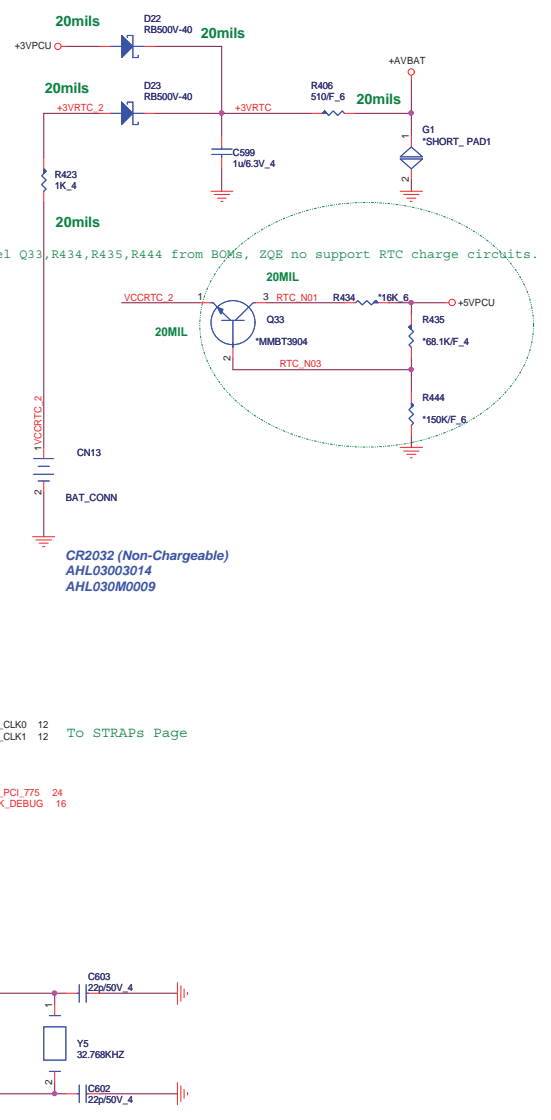 20mils
D22
RB500V-40
20mils
+3VPCU
+AVBAT
20mils
D23
RB500V-40
R406
510/F_6
20mils
+3VRTC_2
+3VRTC
1
G1
*SHORT_ PAD1
2
C599
1u/6.3V_4
R423
1K_4
20mils
el Q33,R434,R435,R444 from BOMs, ZQE no support RTC charge circuits.
20MIL
VCCRTC_2
1
3
RTC_N01
R434
*16K_6
+5VPCU
20MIL
Q33
*MMBT3904
R435
*68.1K/F_4
2
RTC_N03
R444
*150K/F_6
VCCRTC_2
1
CN13
2
BAT_CONN
CR2032 (Non-Chargeable)
AHL03003014
AHL030M0009
_CLK0 12
_CLK1 12
To STRAPs Page
_PCI_775 24
K_DEBUG 16
C603
22p/50V_4
1
Y5
32.768KHZ
2
C602
22p/50V_4